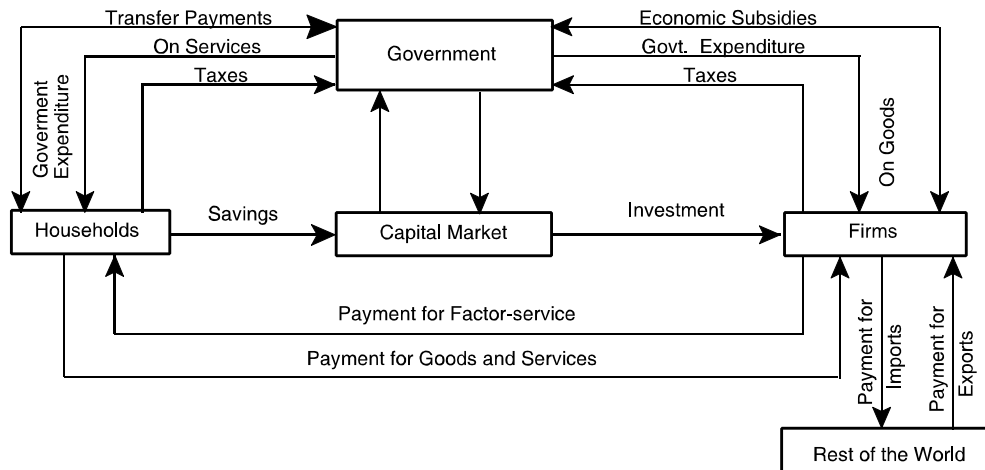 Transfer Payments
Economic Subsidies
On Services
Government
Govt. Expenditure
Taxes
Taxes
Goverment
Expenditure
On Goods
Households
Savings
Capital Market
Investment
Firms
Payment for Factor-service
Payment for Goods and Services
Payment for
Imports
Payment for
Exports
Rest of the World